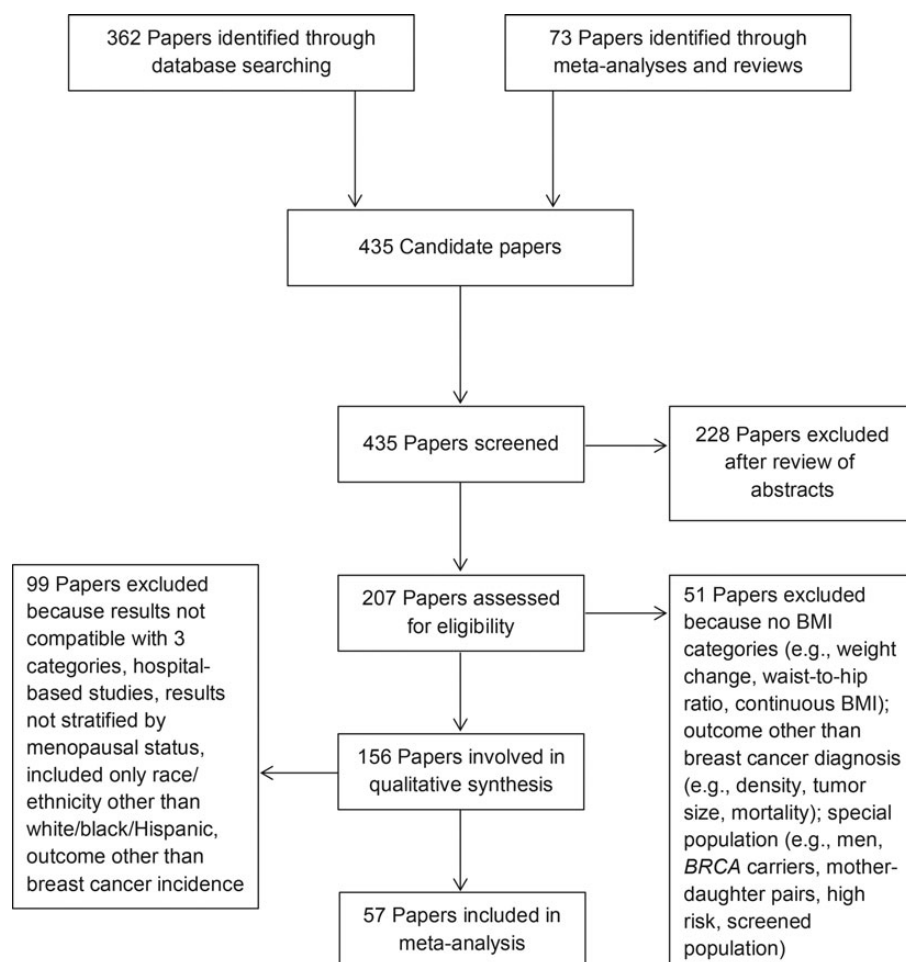 362 Papers identified through
database searching
73 Papers identified through
meta-analyses and reviews
435 Candidate papers
435 Papers screened
228 Papers excluded
after review of
abstracts
207 Papers assessed
for eligibility
51 Papers excluded
because no BMI
categories (e.g., weight
change, waist-to-hip
ratio, continuous BMI);
outcome other than
breast cancer diagnosis
(e.g., density, tumor
size, mortality); special
population (e.g., men,
BRCA carriers, mother-
daughter pairs, high
risk, screened
population)
99 Papers excluded
because results not
compatible with 3
categories, hospital-
based studies, results
not stratified by
menopausal status,
included only race/
ethnicity other than
white/black/Hispanic,
outcome other than
breast cancer incidence
156 Papers involved in
qualitative synthesis
57 Papers included in
meta-analysis